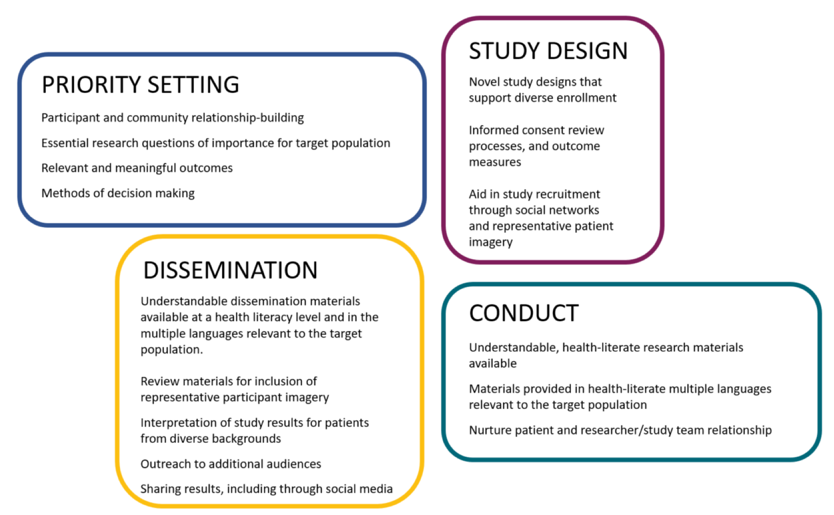 PRIORITY SETTING
Participant and community relationship-building
Essential research questions of importance for target population
Relevant and meaningful outcomes
Methods of decision making
STUDY DESIGN
Novel study designs that
support diverse enrollment
Informed consent review
processes, and outcome
measures
Aid in study recruitment
through social networks
and representative patient
imagery
DISSEMINATION
Understandable dissemination materials
available at a health literacy level and in the
multiple languages relevant to the target
population.
Review materials for inclusion of
representative participant imagery
Interpretation of study results for patients
from diverse backgrounds
Outreach to additional audiences
Sharing results, including through social media
CONDUCT
Understandable, health-literate research materials
available
Materials provided in health-literate multiple languages
relevant to the target population
Nurture patient and researcher/study team relationship